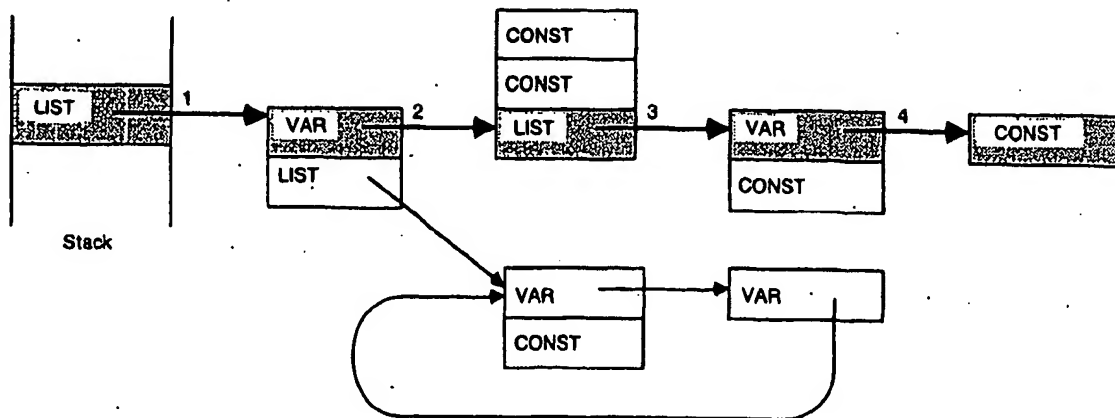 CONST
CONST
LIST 1 VAR 2 LIST 3 VAR 4 CONST
LIST
CONST
Stack
VAR
VAR
CONST